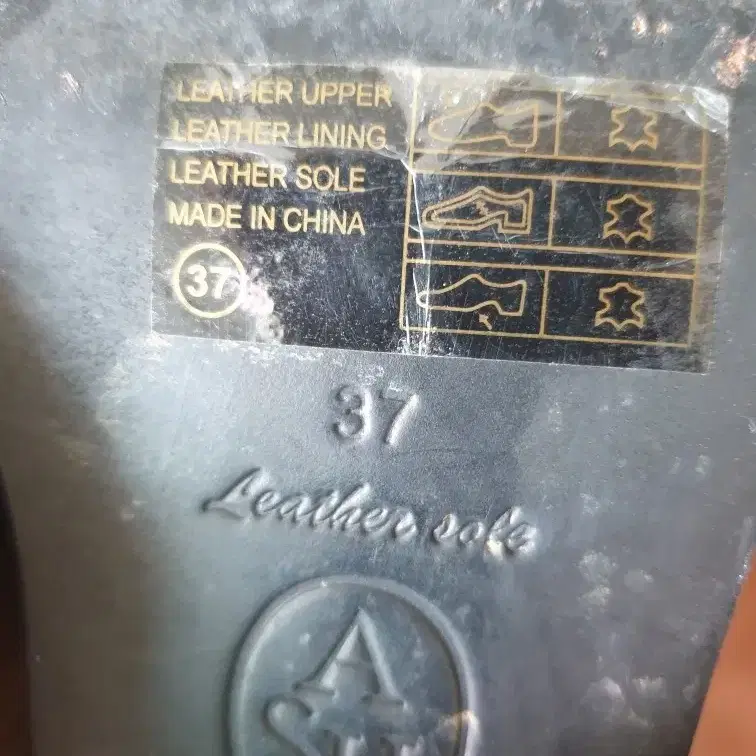 LEATHER UPPER
LEATHER LINING
LEATHER SOLE
MADE IN CHINA
37
37
Leather sole
A